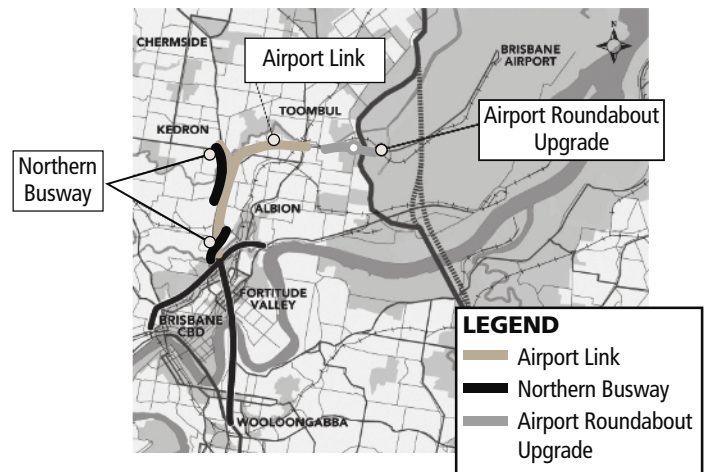 CHERMSIDE
Airport Link
BRISBANE
AIRPORT
TOOMBUL
KEDRON
Airport Roundabout
Upgrade
Northern
Busway
ALBION
FORTITUDE
VALLEY
BRISBANE
CBD
WOOLOONGABBA
LEGEND
Airport Link
Northern Busway
Airport Roundabout
Upgrade